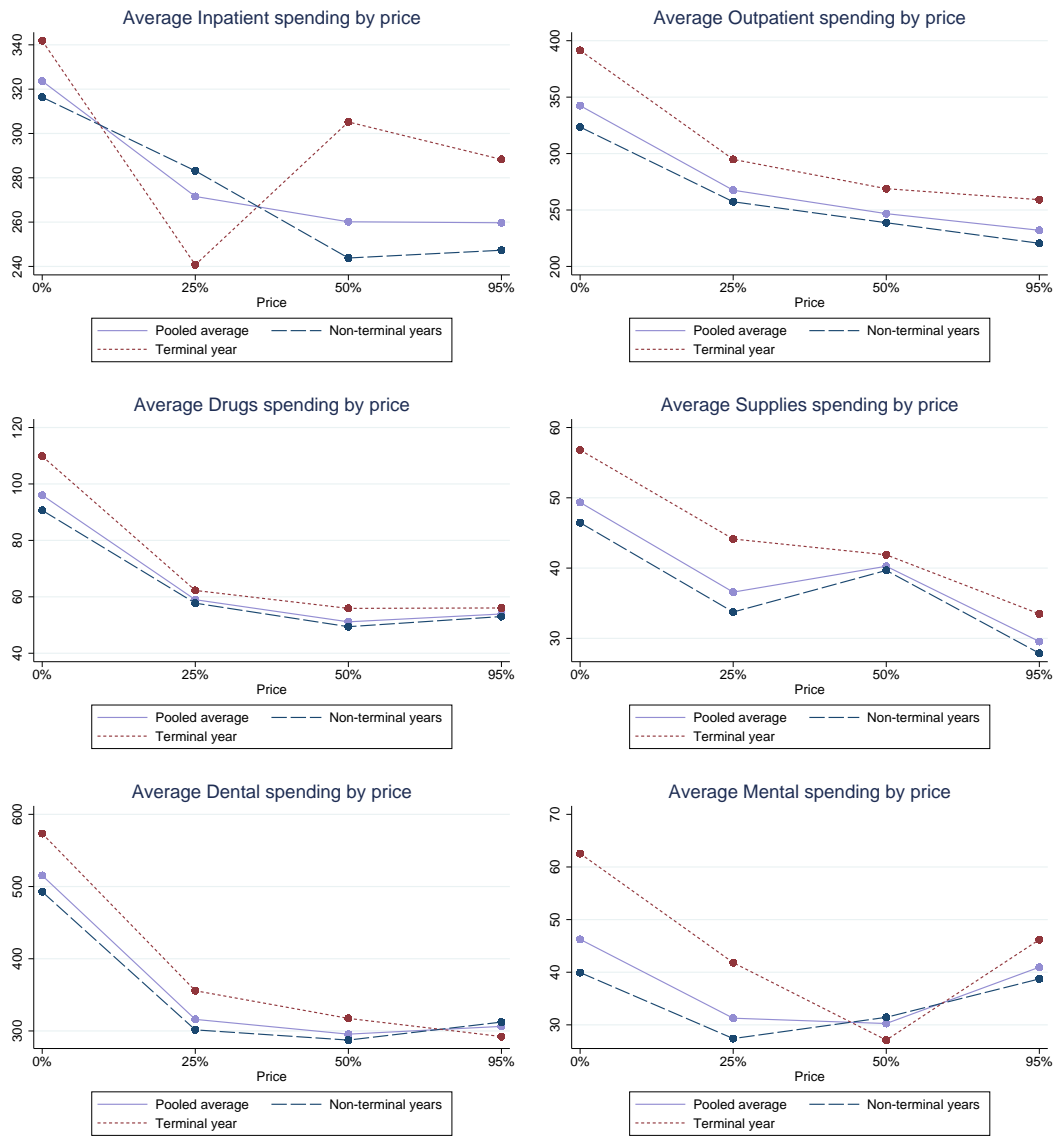 Average Inpatient spending by price
340
320
300
280
260
240
0% 25% 50% 95%
Price
Pooled average Non-terminal years
Terminal year
Average Outpatient spending by price
400
350
300
250
200
0% 25% 50% 95%
Price
Pooled average Non-terminal years
Terminal year
Average Drugs spending by price
120
100
80
60
40
0% 25% 50% 95%
Price
Pooled average Non-terminal years
Terminal year
Average Supplies spending by price
60
50
40
30
0% 25% 50% 95%
Price
Pooled average Non-terminal years
Terminal year
Average Dental spending by price
600
500
400
300
0% 25% 50% 95%
Price
Pooled average Non-terminal years
Terminal year
Average Mental spending by price
70
60
50
40
30
0% 25% 50% 95%
Price
Pooled average Non-terminal years
Terminal year